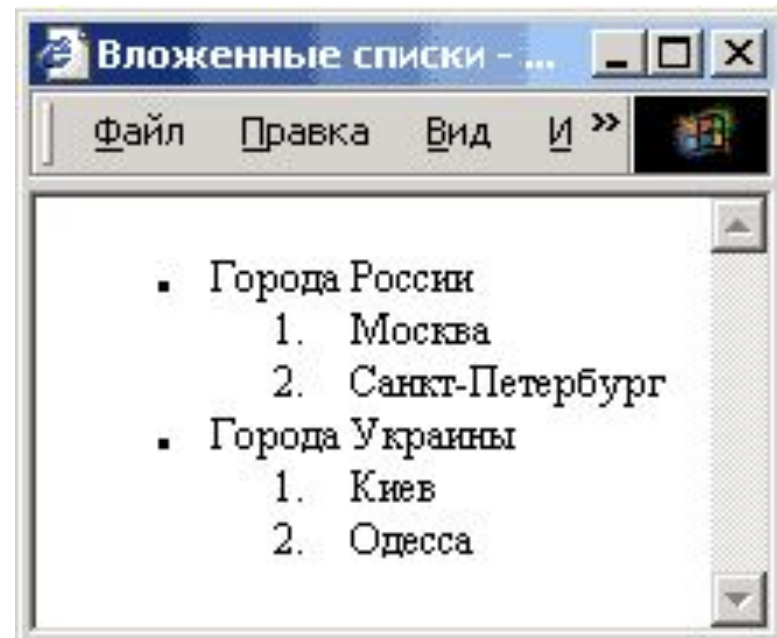 Вложенные списки - ...
Файл Правка Вид И »
▪ Города России
1. Москва
2. Санкт-Петербург
▪ Города Украины
1. Киев
2. Одесса